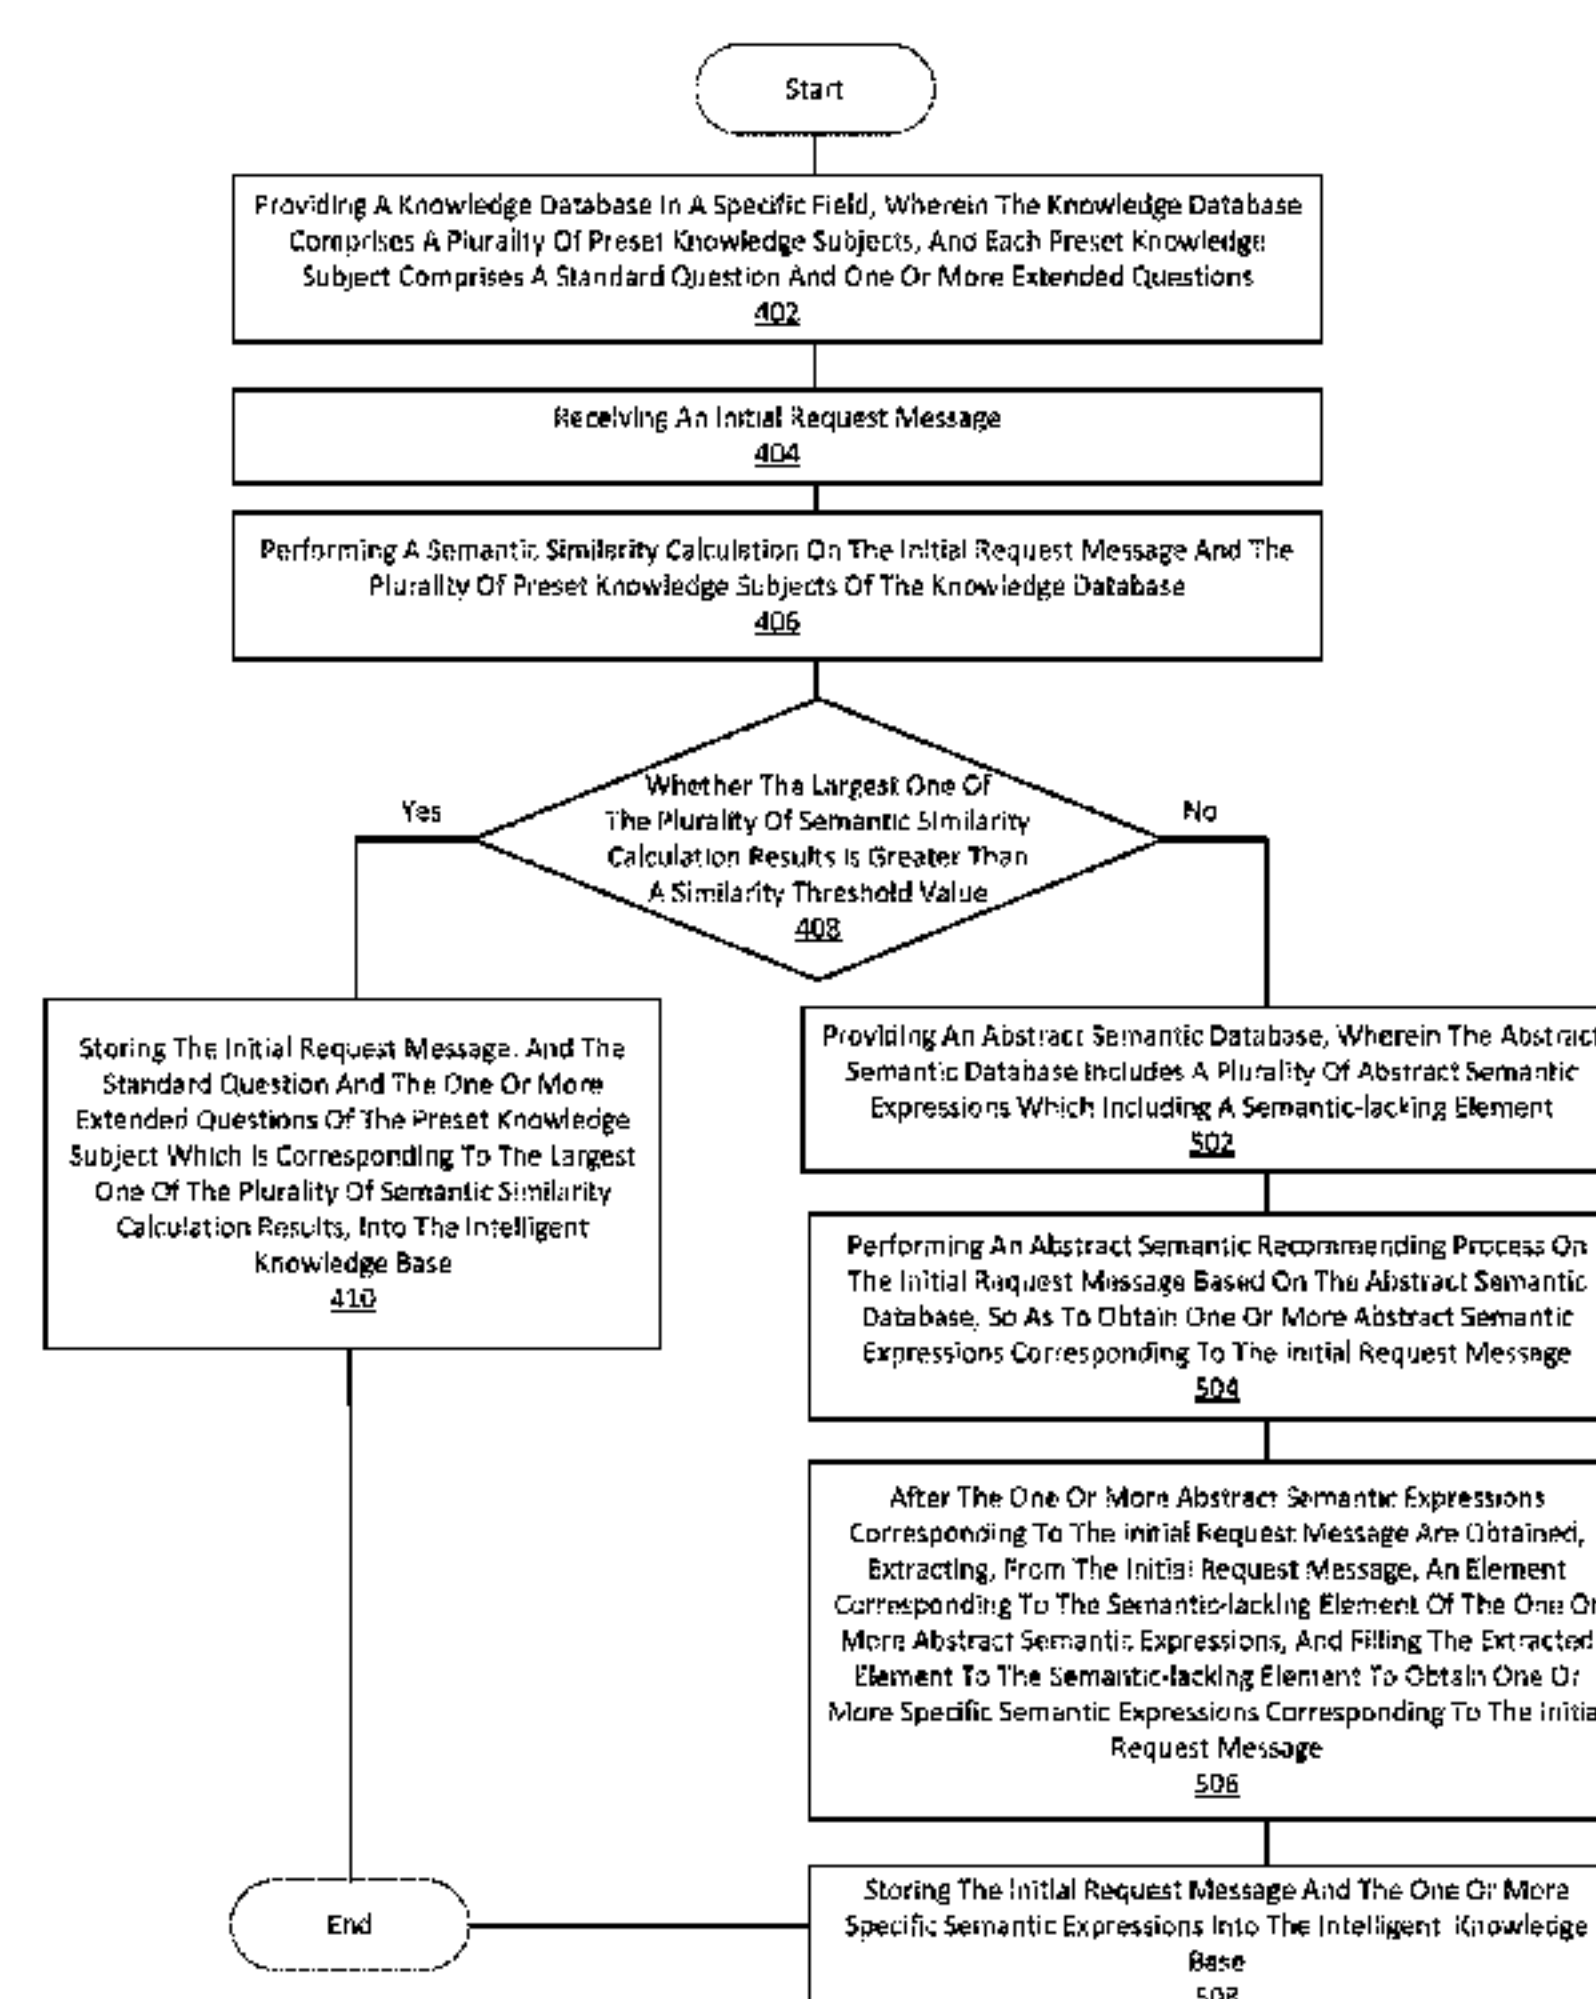 Start
Providing A Knowledge Database In A Specific Field, Wherein The Knowledge Database
Comprises A Plurality Of Preset Knowledge Subjects, And Each Preset Knowledge
Subject Comprises A Standard Question And One Or More Extended Questions
402
Receiving An Initial Request Message
404
Performing A Semantic Similarity Calculation On The Initial Request Message And The
Plurality Of Preset Knowledge Subjects Of The Knowledge Database
406
Whether The Largest One Of
The Plurality Of Semantic Similarity
Calculation Results Is Greater Than
A Similarity Threshold Value
408
Yes
No
Storing The Initial Request Message. And The
Standard Question And The One Or More
Extended Questions Of The Preset Knowledge
Subject Which Is Corresponding To The Largest
One Of The Plurality Of Semantic Similarity
Calculation Results, Into The Intelligent
Knowledge Base
410
Providing An Abstract Semantic Database, Wherein The Abstract
Semantic Database Includes A Plurality Of Abstract Semantic
Expressions Which Including A Semantic-lacking Element
502
Performing An Abstract Semantic Recommending Process On
The Initial Request Message Based On The Abstract Semantic
Database, So As To Obtain One Or More Abstract Semantic
Expressions Corresponding To The Initial Request Message
504
After The One Or More Abstract Semantic Expressions
Corresponding To The Initial Request Message Are Obtained,
Extracting, From The Initial Request Message, An Element
Corresponding To The Semantic-lacking Element Of The One Or
More Abstract Semantic Expressions, And Filling The Extracted
Element To The Semantic-lacking Element To Obtain One Or
More Specific Semantic Expressions Corresponding To The Initia
Request Message
506
Storing The Initial Request Message And The One Or More
Specific Semantic Expressions Into The Intelligent Knowledge
Base
508
End